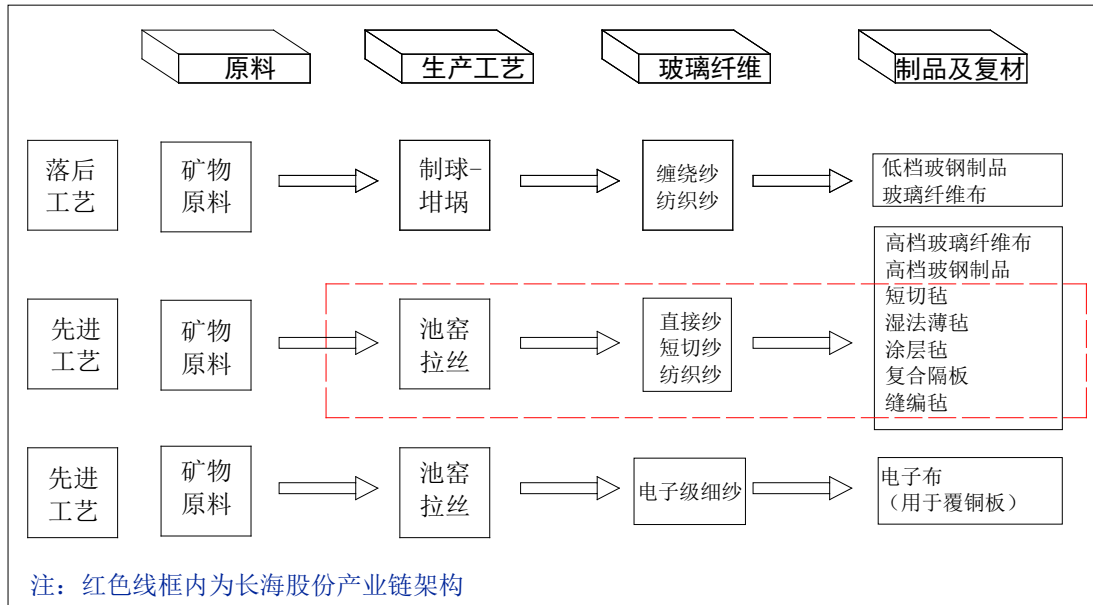 原料
生产工艺
玻璃纤维
制品及复材
落后
工艺
矿物
原料
制球-
坩埚
缠绕纱
纺织纱
低档玻钢制品
玻璃纤维布
先进
工艺
矿物
原料
池窑
拉丝
直接纱
短切纱
纺织纱
高档玻璃纤维布
高档玻钢制品
短切毡
湿法薄毡
涂层毡
复合隔板
缝编毡
先进
工艺
矿物
原料
池窑
拉丝
电子级细纱
电子布
（用于覆铜板）
注：红色线框内为长海股份产业链架构